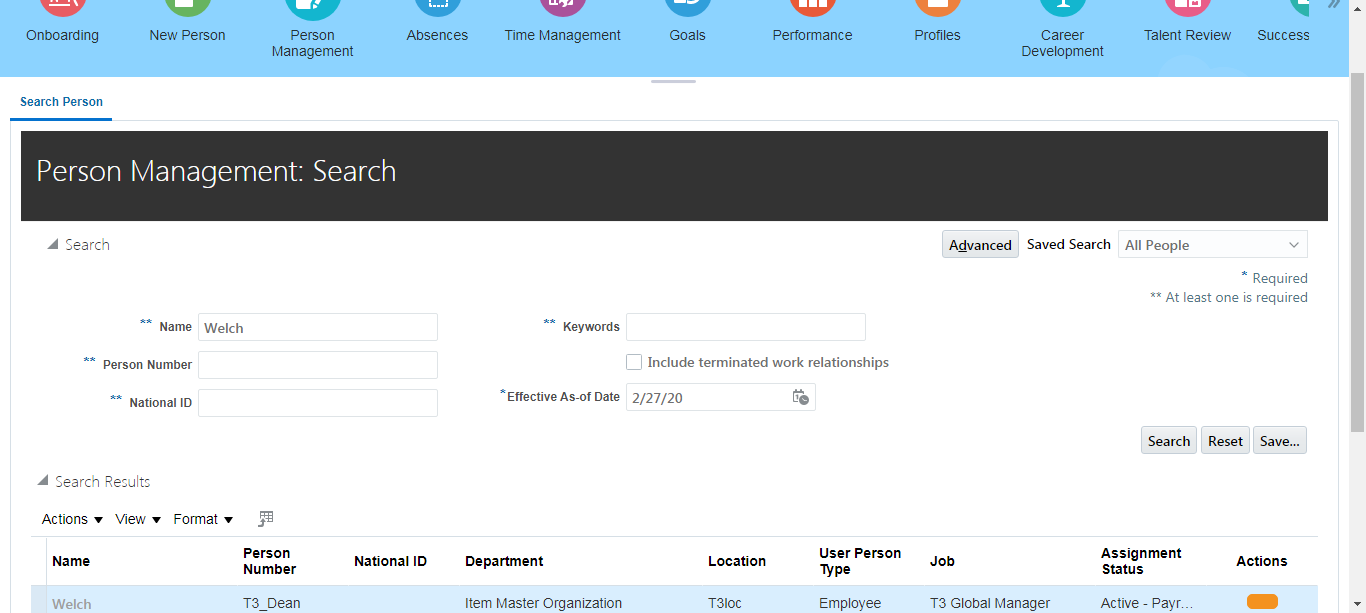 Onboarding New Person Person Management Absences Time Management Goals Performance Profiles Career Development Talent Review Success
Search Person
Person Management: Search
Search Advanced Saved Search All People
* Required
** At least one is required
** Name Welch ** Keywords
** Person Number Include terminated work relationships
** National ID *Effective As-of Date 2/27/20
Search Reset Save...
Search Results
Actions View Format
Name Person Number National ID Department Location User Person Type Job Assignment Status Actions
Welch T3_Dean Item Master Organization T3loc Employee T3 Global Manager Active - Payr...